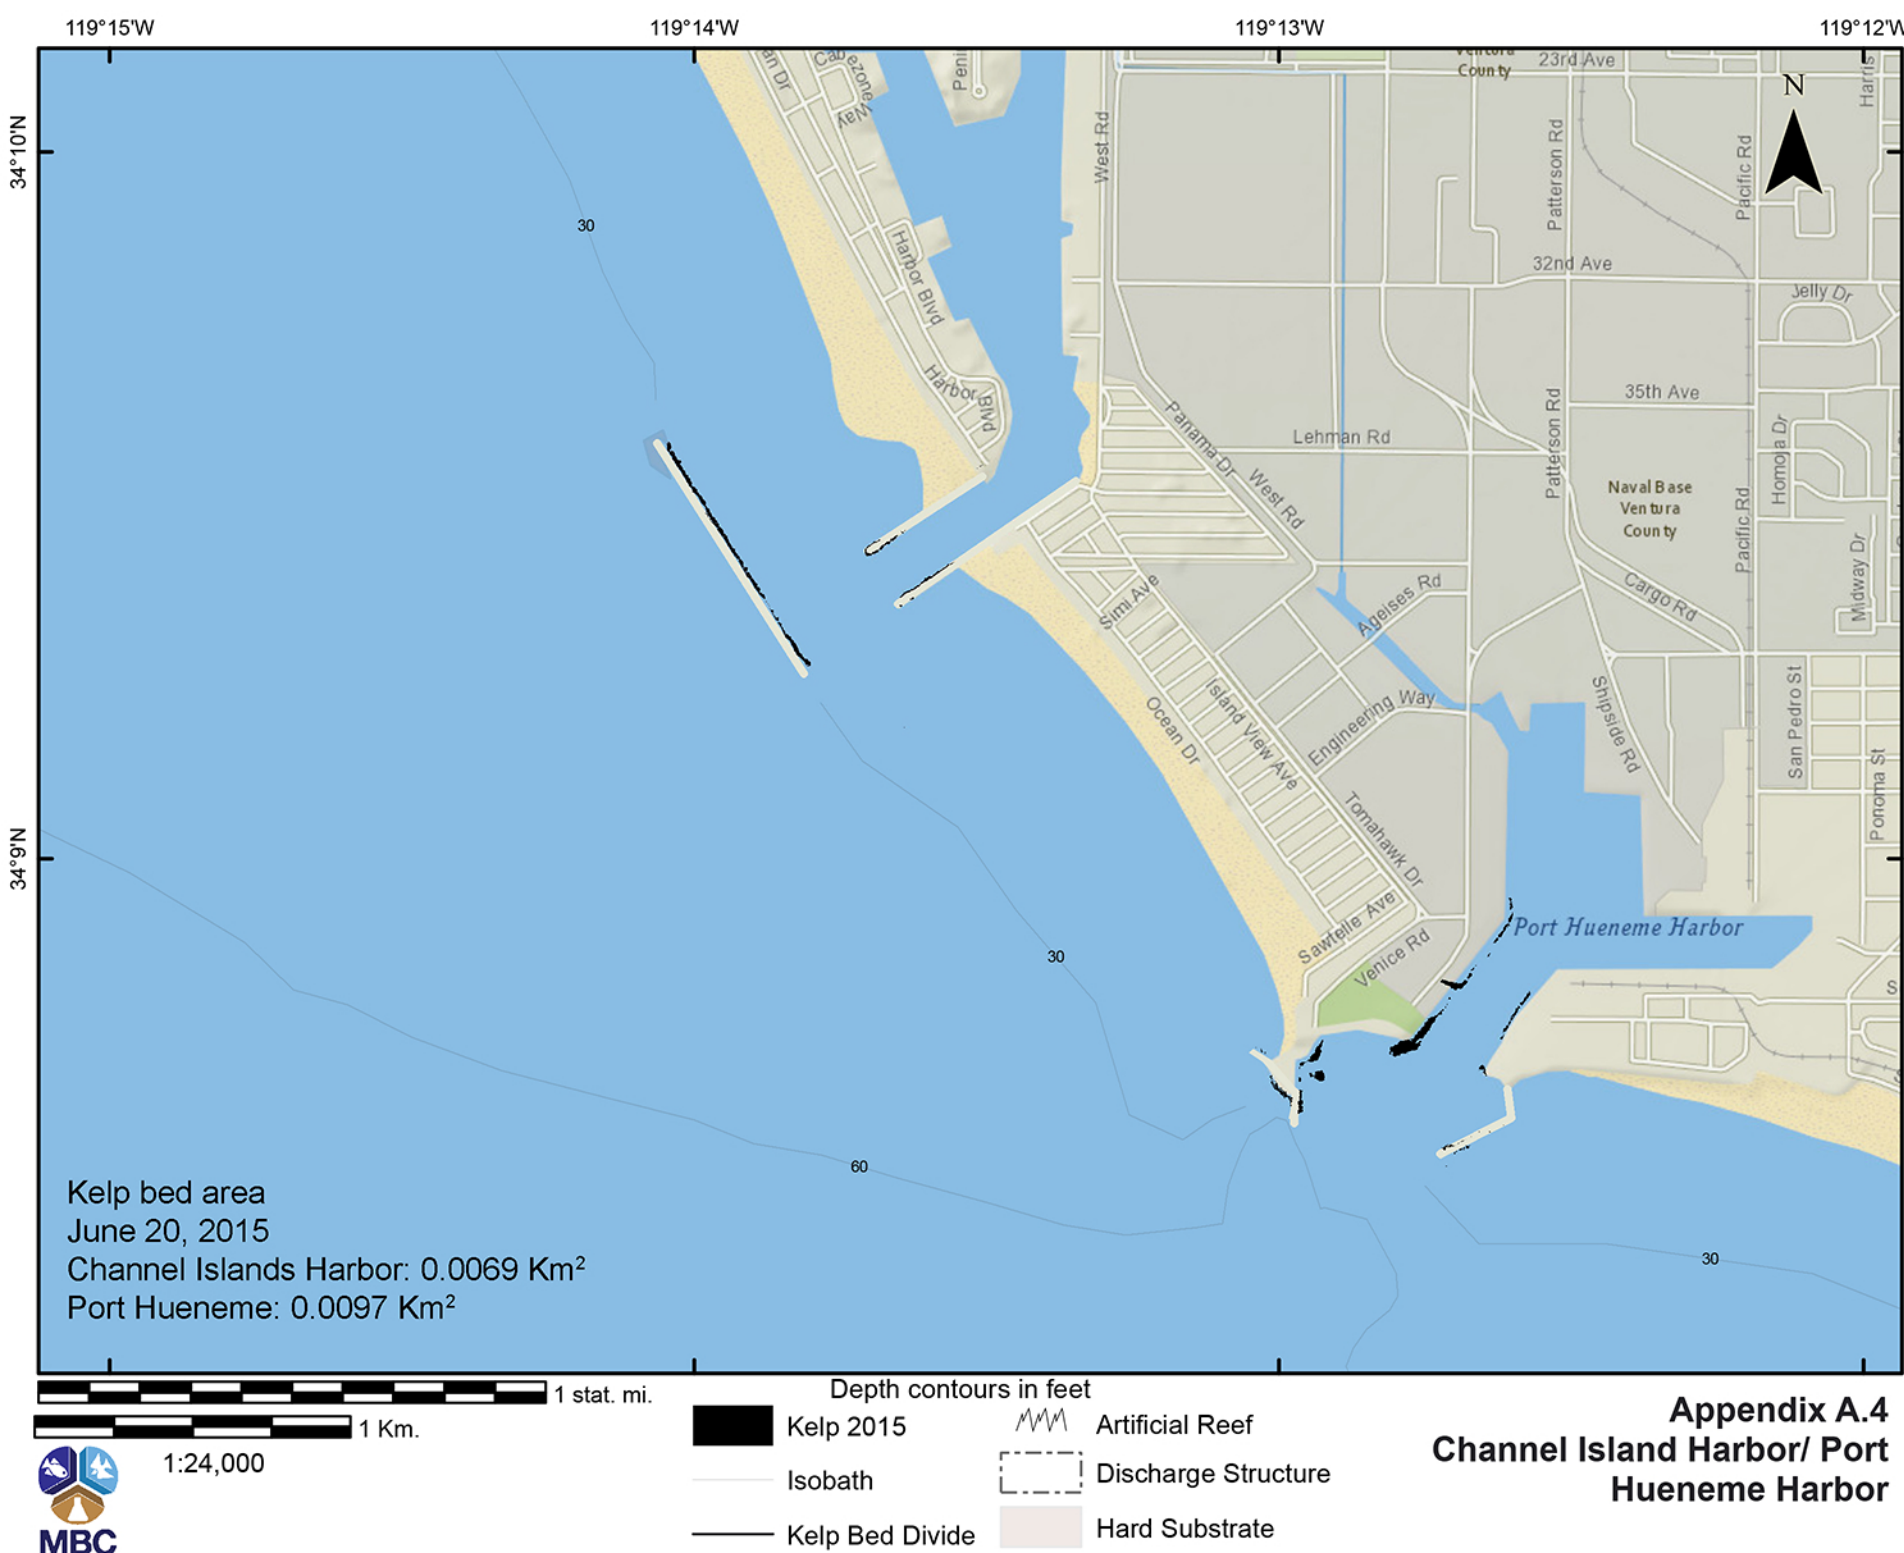 119°15'W
119°14'W
119°13'W
119°12'W
34°10'N
34°9'N
an Dr
Cabezone Way
Peni
West Rd
Ventura
County
23rd Ave
Harris
N
Patterson Rd
Pacific Rd
30
Harbor Blvd
32nd Ave
Jelly Dr
Harbor Blvd
35th Ave
Panama Dr
Lehman Rd
West Rd
Patterson Rd
Naval Base
Ventura
County
Pacific Rd
Homoja Dr
Midway Dr
Simi Ave
Ageises Rd
Cargo Rd
Ocean Dr
Island View Ave
Engineering Way
Shipside Rd
San Pedro St
Ponoma St
Tomahawk Dr
Sawtelle Ave
Venice Rd
Port Hueneme Harbor
S
30
60
30
Kelp bed area
June 20, 2015
Channel Islands Harbor: 0.0069 Km²
Port Hueneme: 0.0097 Km²
1 stat. mi.
1 Km.
1:24,000
MBC
Depth contours in feet
Kelp 2015
Isobath
Kelp Bed Divide
Artificial Reef
Discharge Structure
Hard Substrate
Appendix A.4
Channel Island Harbor/ Port
Hueneme Harbor